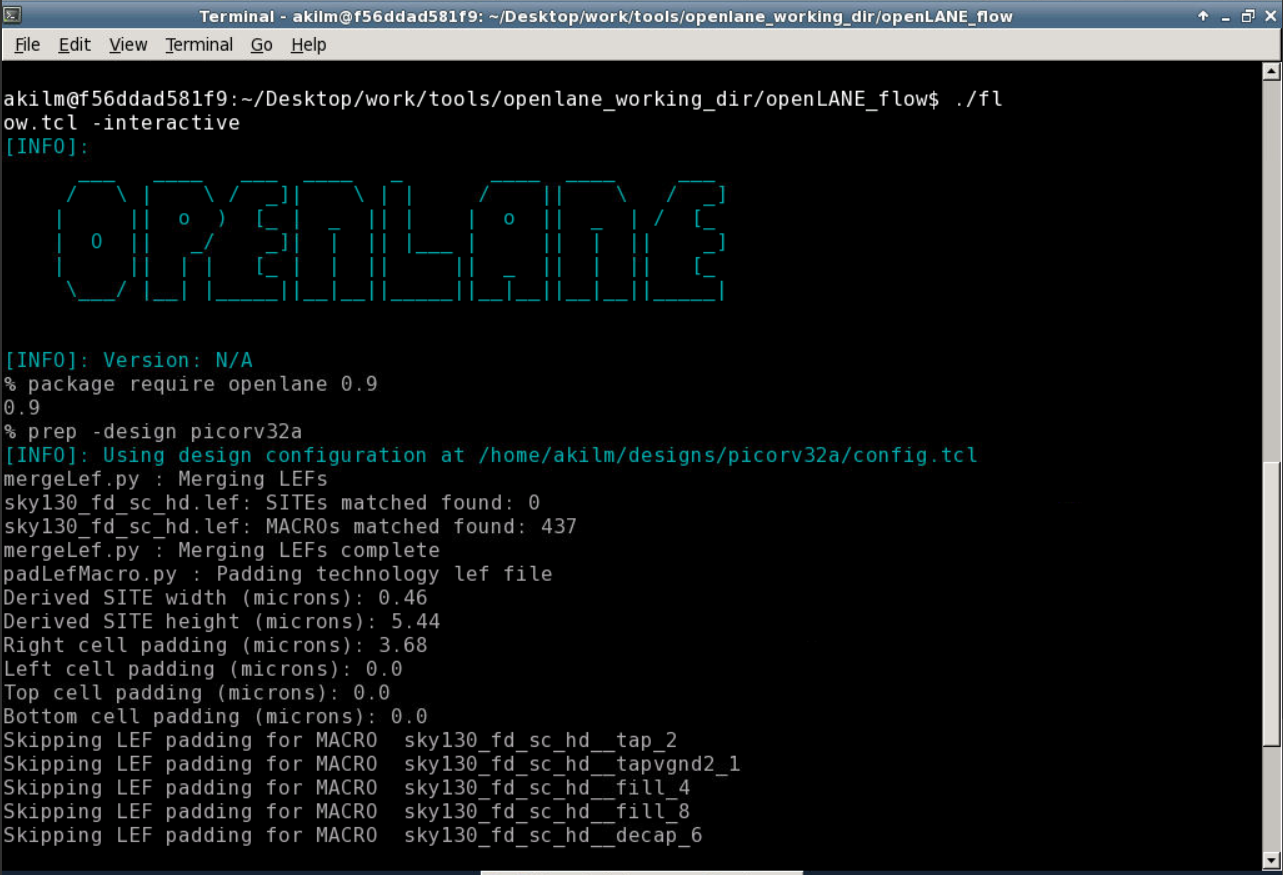 Terminal - akilm@f56ddad581f9: ~/Desktop/work/tools/openlane_working_dir/openLANE_flow
File Edit View Terminal Go Help
akilm@f56ddad581f9:~/Desktop/work/tools/openlane_working_dir/openLANE_flow$ ./fl
ow.tcl -interactive
[INFO]:
OPENLANE
[INFO]: Version: N/A
% package require openlane 0.9
0.9
% prep -design picorv32a
[INFO]: Using design configuration at /home/akilm/designs/picorv32a/config.tcl
mergeLef.py : Merging LEFs
sky130_fd_sc_hd.lef: SITEs matched found: 0
sky130_fd_sc_hd.lef: MACROs matched found: 437
mergeLef.py : Merging LEFs complete
padLefMacro.py : Padding technology lef file
Derived SITE width (microns): 0.46
Derived SITE height (microns): 5.44
Right cell padding (microns): 3.68
Left cell padding (microns): 0.0
Top cell padding (microns): 0.0
Bottom cell padding (microns): 0.0
Skipping LEF padding for MACRO  sky130_fd_sc_hd__tap_2
Skipping LEF padding for MACRO  sky130_fd_sc_hd__tapvgnd2_1
Skipping LEF padding for MACRO  sky130_fd_sc_hd__fill_4
Skipping LEF padding for MACRO  sky130_fd_sc_hd__fill_8
Skipping LEF padding for MACRO  sky130_fd_sc_hd__decap_6